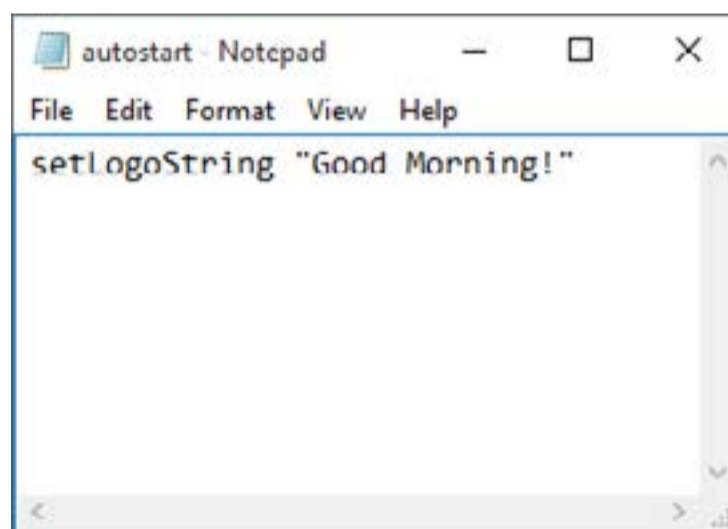 autostart - Notepad
File Edit Format View Help
setLogoString "Good Morning!"